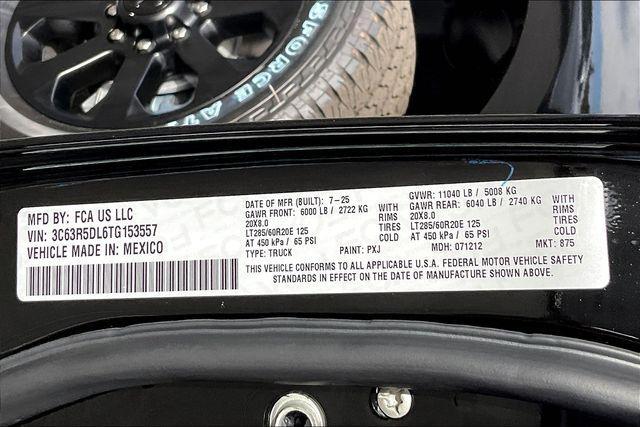 SFORCE AT
MFD BY: FCA US LLC
VIN: 3C63R5DL6TG153557
VEHICLE MADE IN: MEXICO
DATE OF MFR (BUILT): 7-25
GAWR FRONT: 6000 LB / 2722 KG
20X8.0
LT285/60R20E 125
AT 450 kPa / 65 PSI
TYPE: TRUCK
WITH
RIMS
TIRES
COLD
PAINT: PXJ
GVWR: 11040 LB / 5008 KG
GAWR REAR: 6040 LB / 2740 KG
20X8.0
LT285/60R20E 125
AT 450 kPa / 65 PSI
MDH: 071212
WITH
RIMS
TIRES
COLD
MKT: 875
THIS VEHICLE CONFORMS TO ALL APPLICABLE U.S.A. FEDERAL MOTOR VEHICLE SAFETY
STANDARDS IN EFFECT ON THE DATE OF MANUFACTURE SHOWN ABOVE.